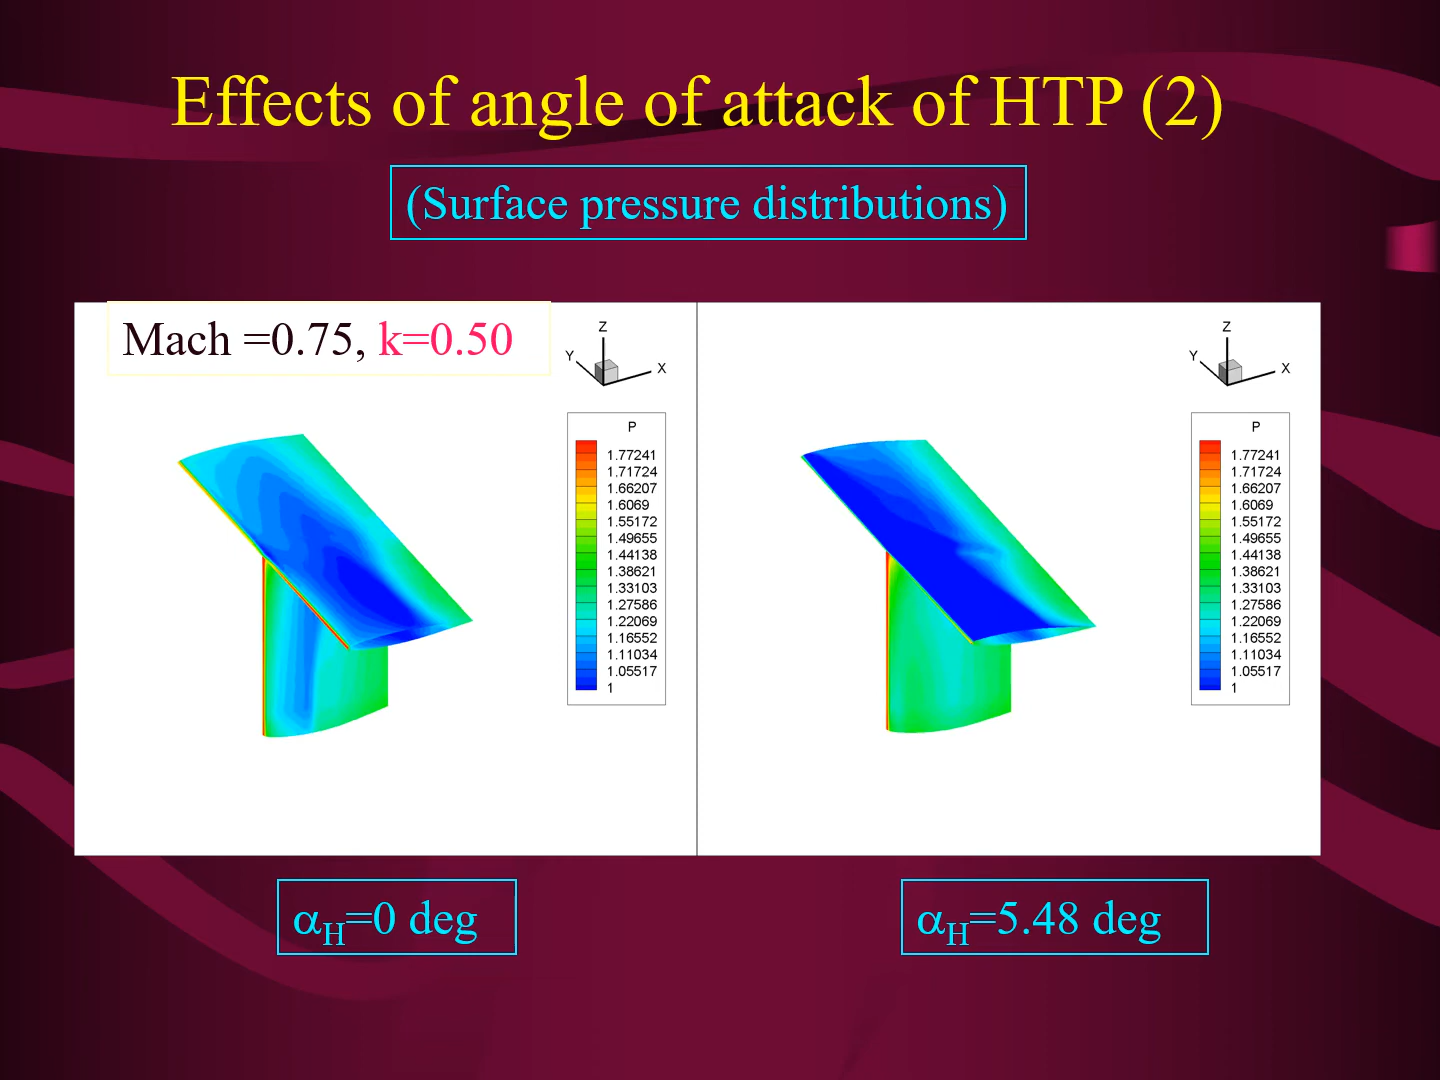 Effects of angle of attack of HTP (2)
(Surface pressure distributions)
Mach =0.75, k=0.50
Z
Y
X
P
1.77241
1.71724
1.66207
1.6069
1.55172
1.49655
1.44138
1.38621
1.33103
1.27586
1.22069
1.16552
1.11034
1.05517
1
Z
Y
X
P
1.77241
1.71724
1.66207
1.6069
1.55172
1.49655
1.44138
1.38621
1.33103
1.27586
1.22069
1.16552
1.11034
1.05517
1
αH=0 deg
αH=5.48 deg